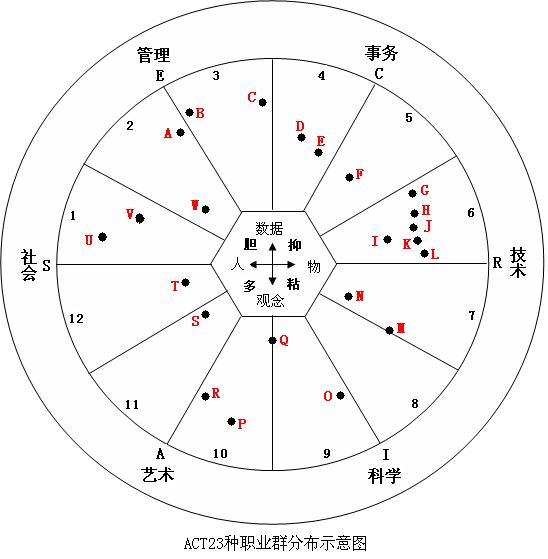 管理
E
事务
C
3
4
2
5
C
B
A
D
E
F
G
H
J
I
K
L
6
1
W
V
U
数据
胆 抑
人 物
多 粘
观念
社会 S
R 技术
T
S
N
M
12
7
Q
R
P
O
11
8
10
9
A
艺术
I
科学
ACT23种职业群分布示意图